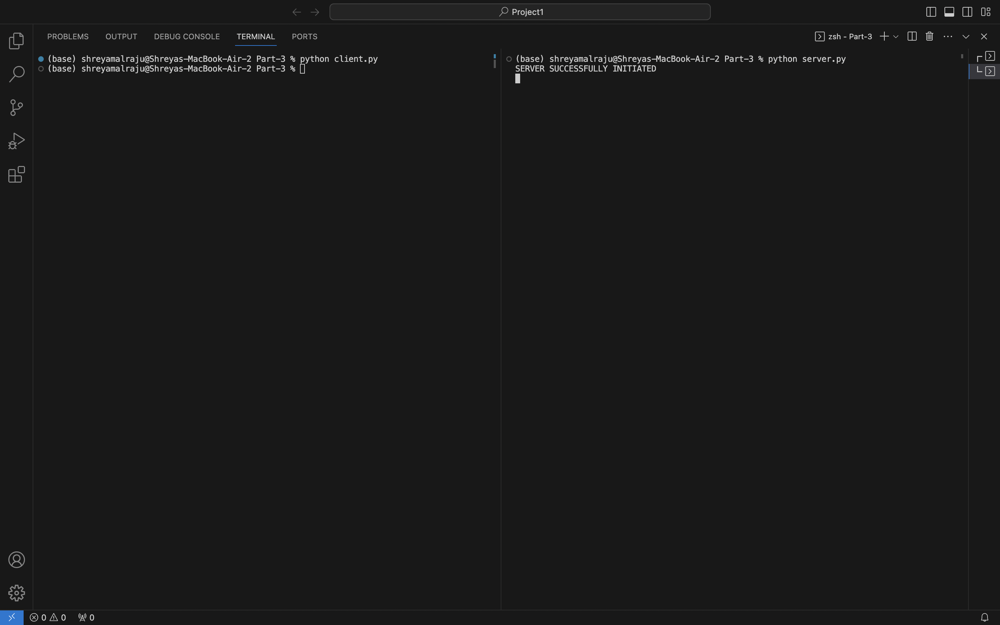 Project1
PROBLEMS OUTPUT DEBUG CONSOLE TERMINAL PORTS
zsh - Part-3
(base) shreyamalraju@Shreyas-MacBook-Air-2 Part-3 % python client.py
(base) shreyamalraju@Shreyas-MacBook-Air-2 Part-3 %
(base) shreyamalraju@Shreyas-MacBook-Air-2 Part-3 % python server.py
SERVER SUCCESSFULLY INITIATED
0 0 0